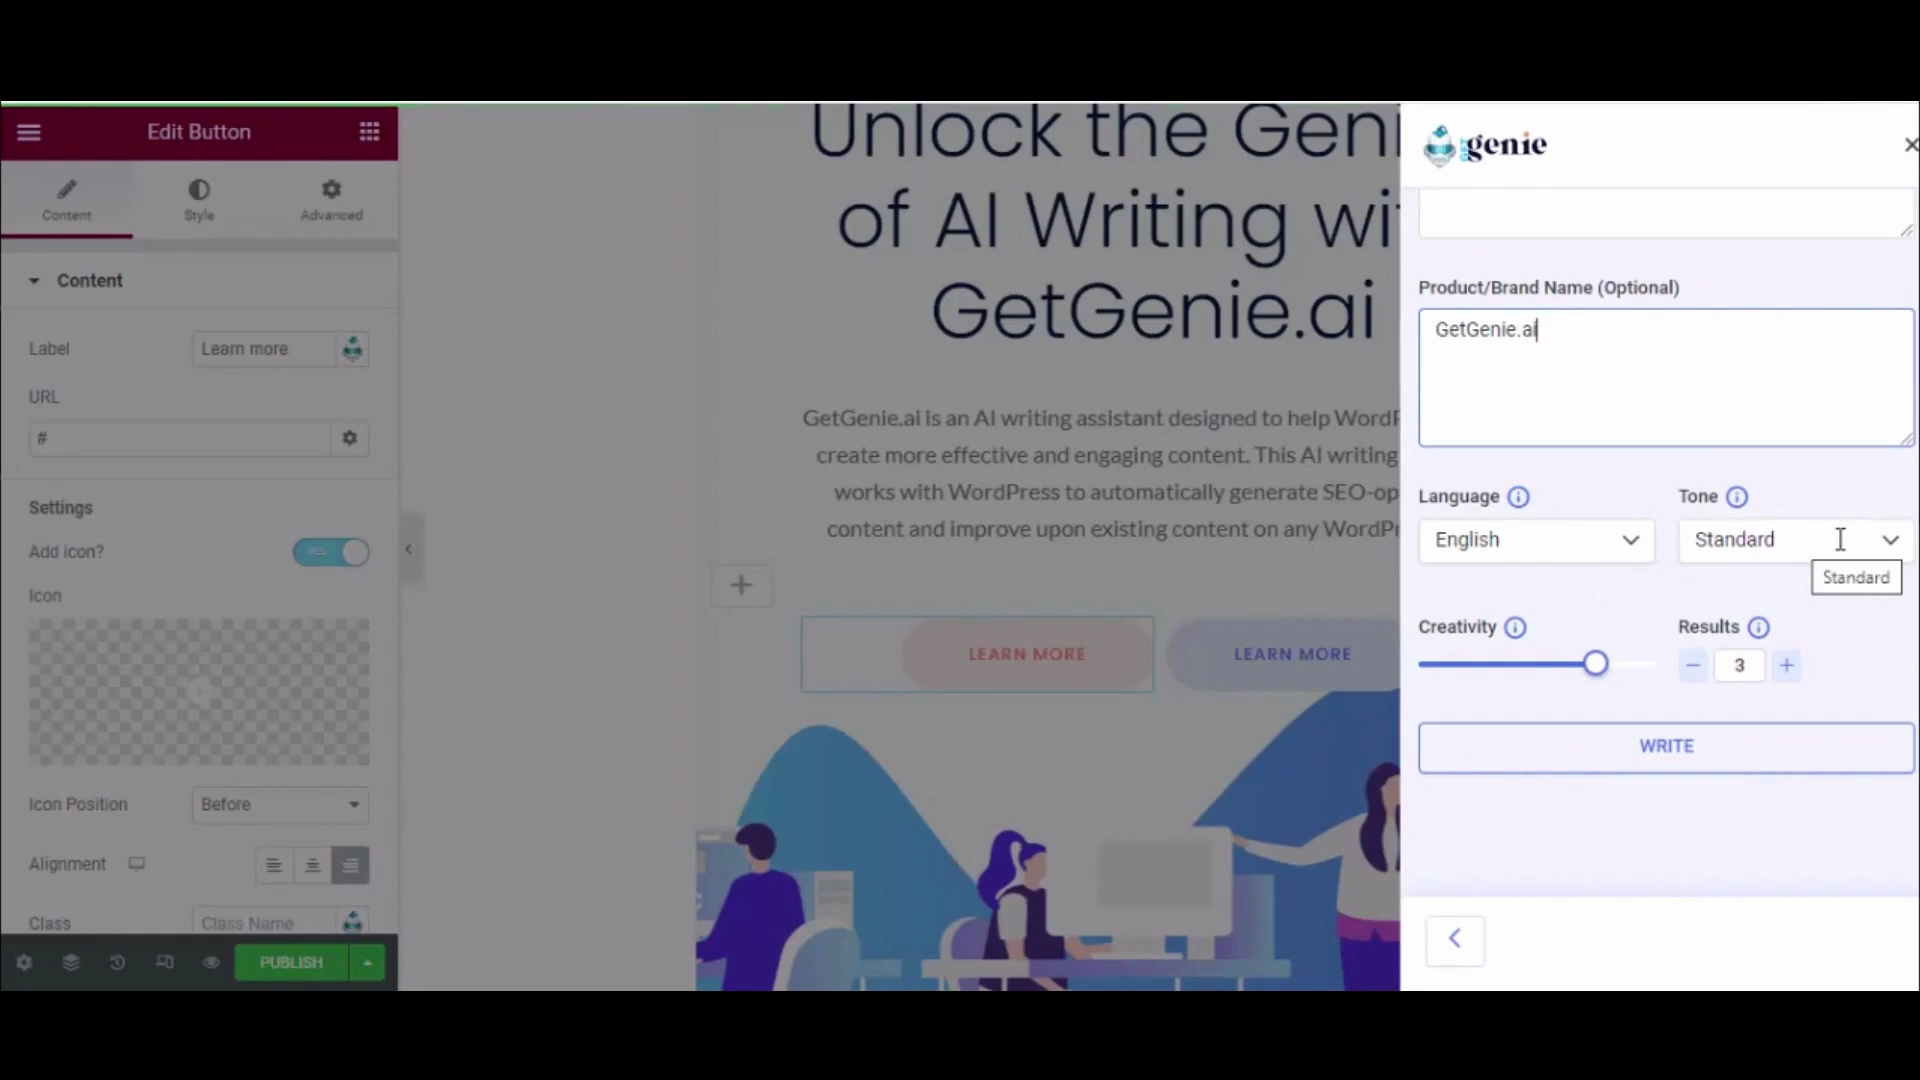 Edit Button
Content
Style
Advanced
Content
Label
Learn more
URL
#
Settings
Add icon?
YES
Icon
Icon Position
Before
Alignment
Class
Class Name
PUBLISH
Unlock the Geni
of AI Writing wit
GetGenie.ai
GetGenie.ai is an AI writing assistant designed to help WordP
create more effective and engaging content. This AI writing
works with WordPress to automatically generate SEO-op
content and improve upon existing content on any WordPr
LEARN MORE
LEARN MORE
GET genie
Product/Brand Name (Optional)
GetGenie.ai
Language
Tone
English
Standard
Standard
Creativity
Results
3
WRITE